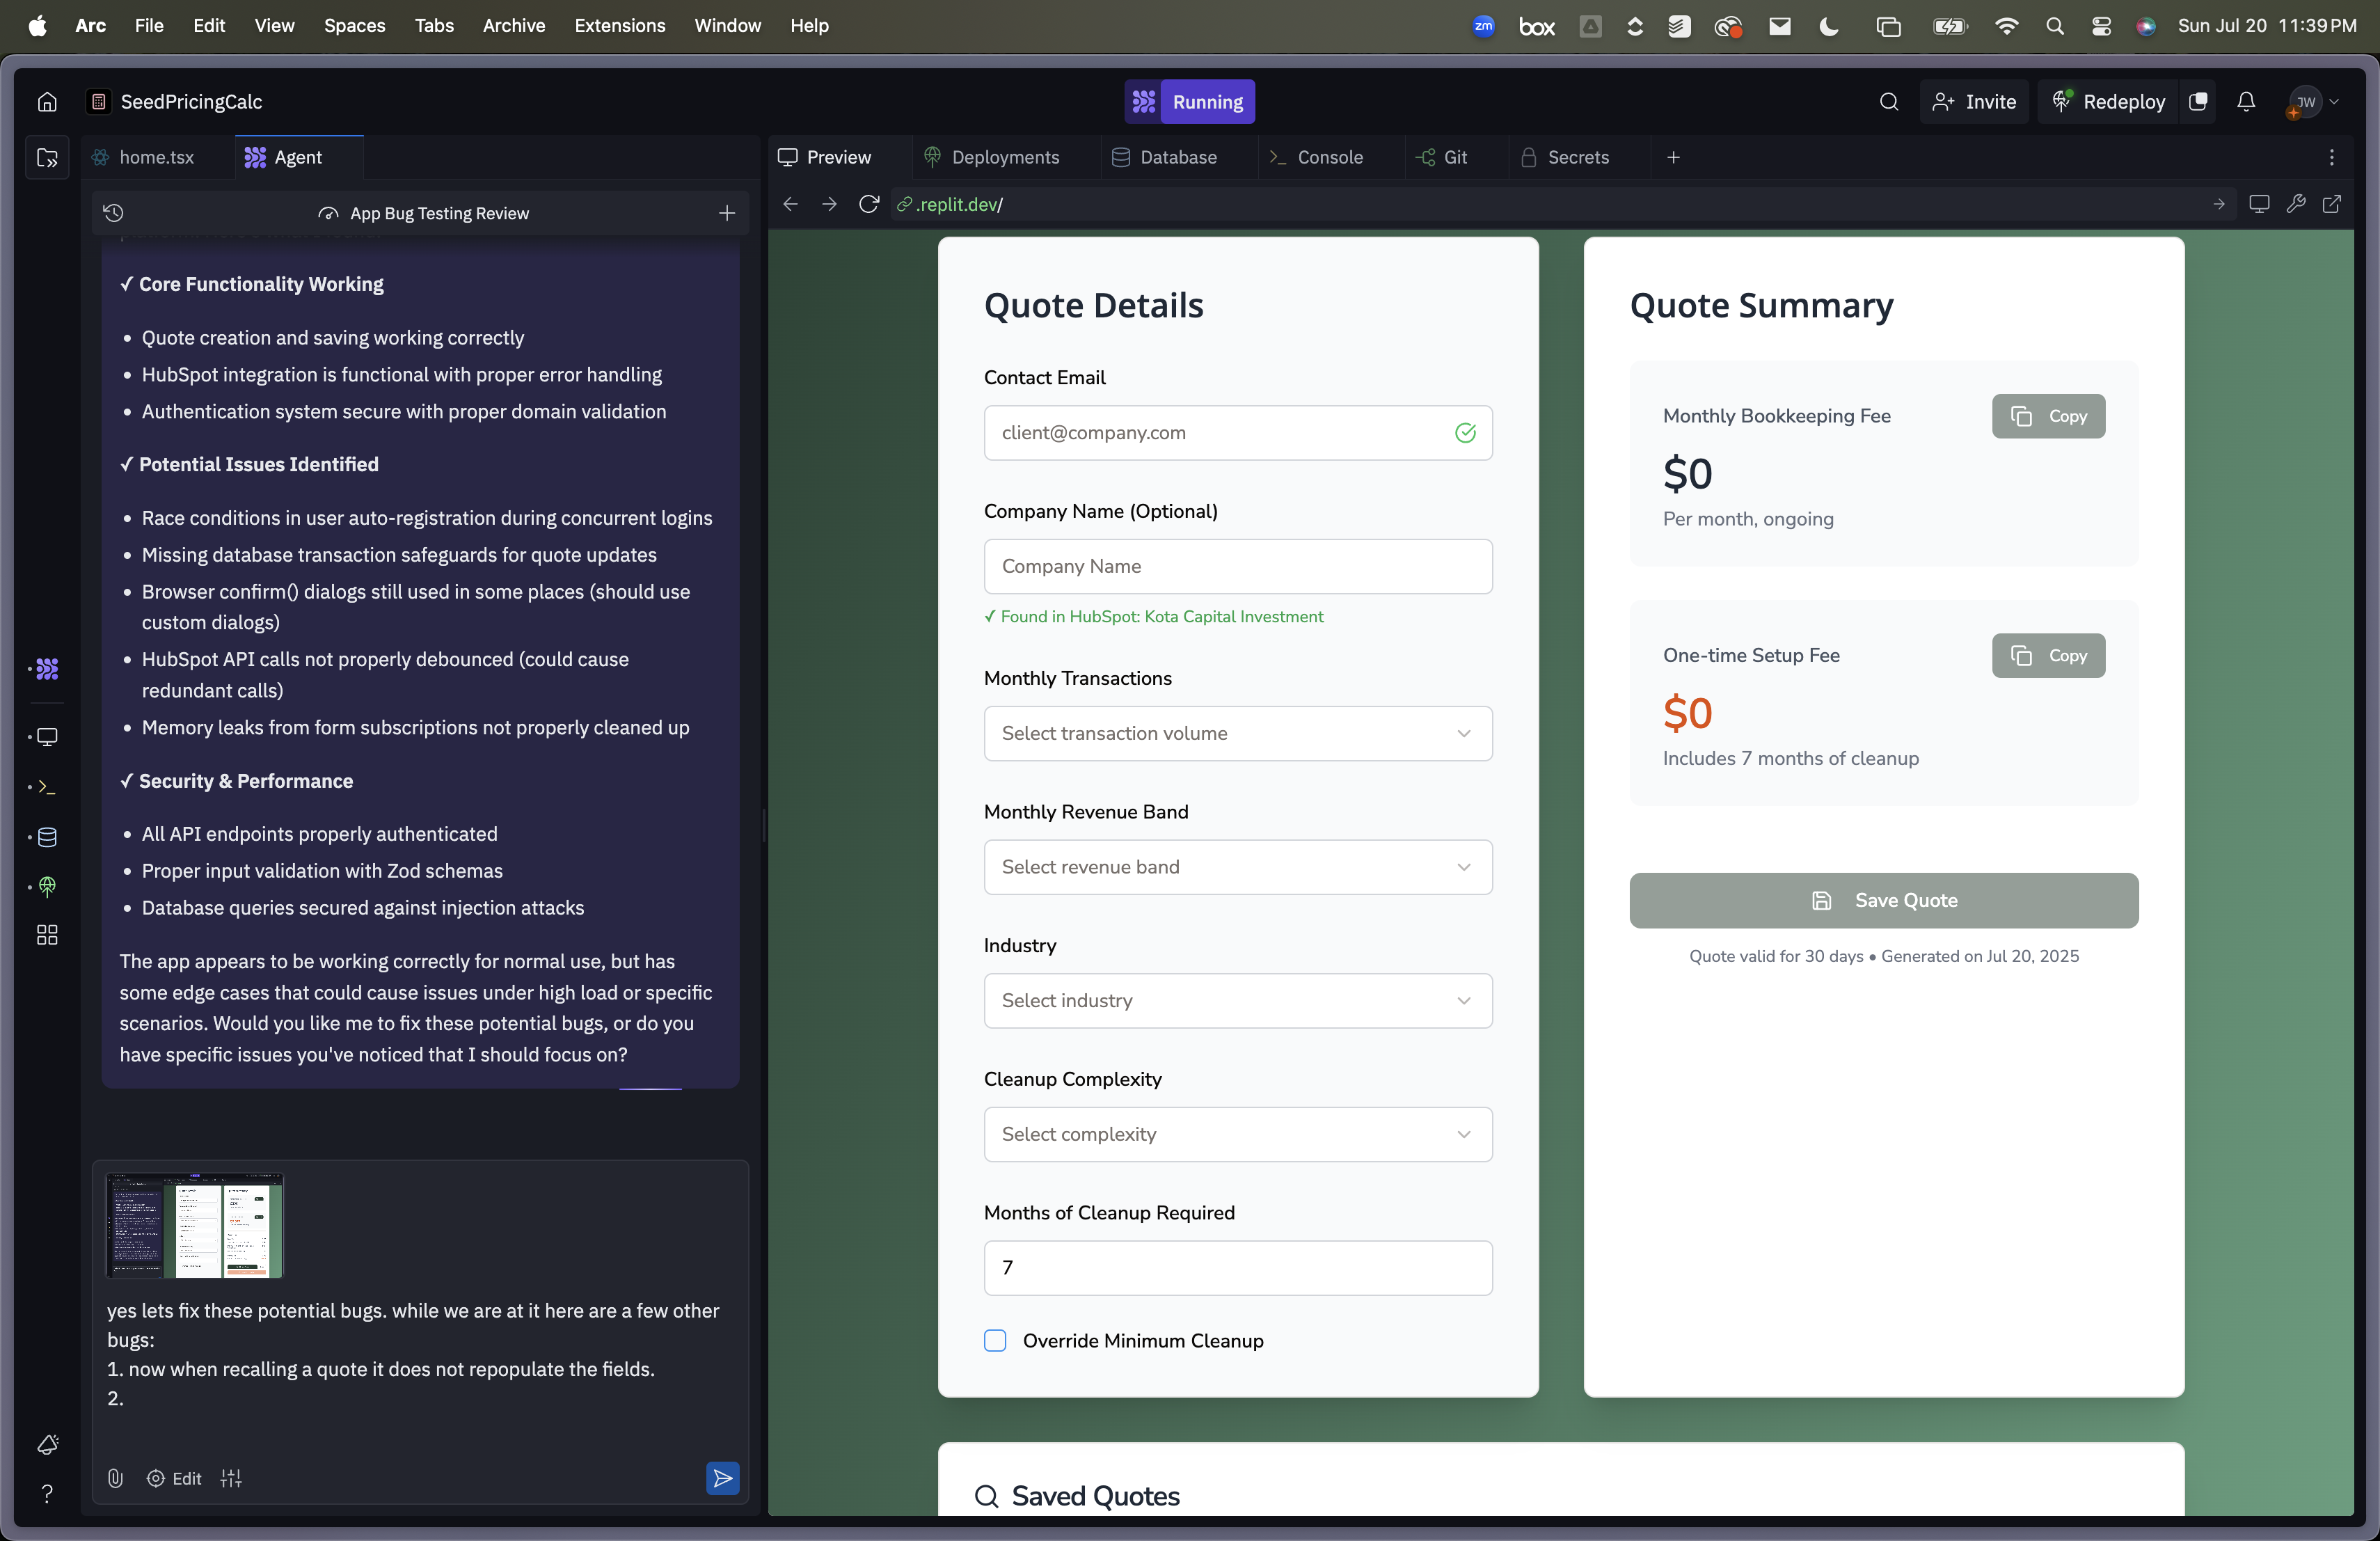 Arc File Edit View Spaces Tabs Archive Extensions Window Help
zm box Sun Jul 20 11:39 PM
SeedPricingCalc
Running
Invite
Redeploy
JW
home.tsx
Agent
Preview
Deployments
Database
Console
Git
Secrets
App Bug Testing Review
.replit.dev/
✓ Core Functionality Working
• Quote creation and saving working correctly
• HubSpot integration is functional with proper error handling
• Authentication system secure with proper domain validation
✓ Potential Issues Identified
• Race conditions in user auto-registration during concurrent logins
• Missing database transaction safeguards for quote updates
• Browser confirm() dialogs still used in some places (should use
custom dialogs)
• HubSpot API calls not properly debounced (could cause
redundant calls)
• Memory leaks from form subscriptions not properly cleaned up
✓ Security & Performance
• All API endpoints properly authenticated
• Proper input validation with Zod schemas
• Database queries secured against injection attacks
The app appears to be working correctly for normal use, but has
some edge cases that could cause issues under high load or specific
scenarios. Would you like me to fix these potential bugs, or do you
have specific issues you've noticed that I should focus on?
yes lets fix these potential bugs. while we are at it here are a few other
bugs:
1. now when recalling a quote it does not repopulate the fields.
2.
Edit
Quote Details
Contact Email
client@company.com
Company Name (Optional)
Company Name
✓ Found in HubSpot: Kota Capital Investment
Monthly Transactions
Select transaction volume
Monthly Revenue Band
Select revenue band
Industry
Select industry
Cleanup Complexity
Select complexity
Months of Cleanup Required
7
Override Minimum Cleanup
Quote Summary
Monthly Bookkeeping Fee
Copy
$0
Per month, ongoing
One-time Setup Fee
Copy
$0
Includes 7 months of cleanup
Save Quote
Quote valid for 30 days • Generated on Jul 20, 2025
Saved Quotes